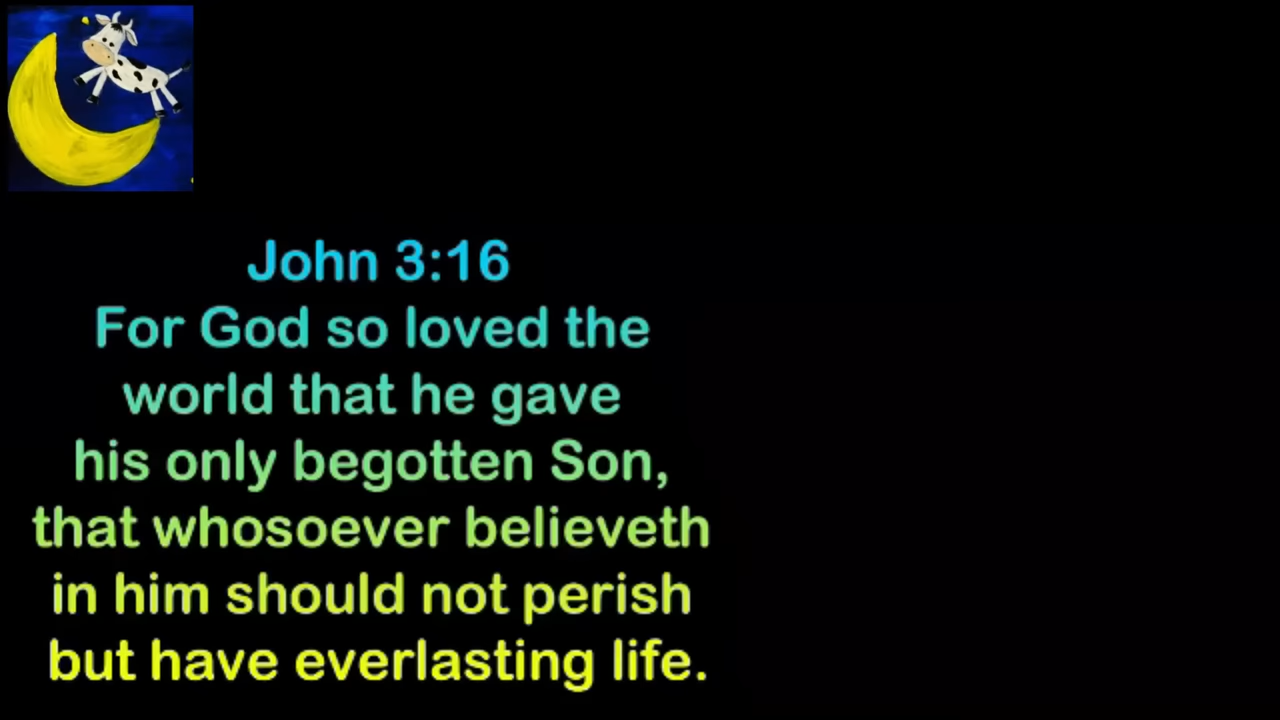 John 3:16
For God so loved the
world that he gave
his only begotten Son,
that whosoever believeth
in him should not perish
but have everlasting life.